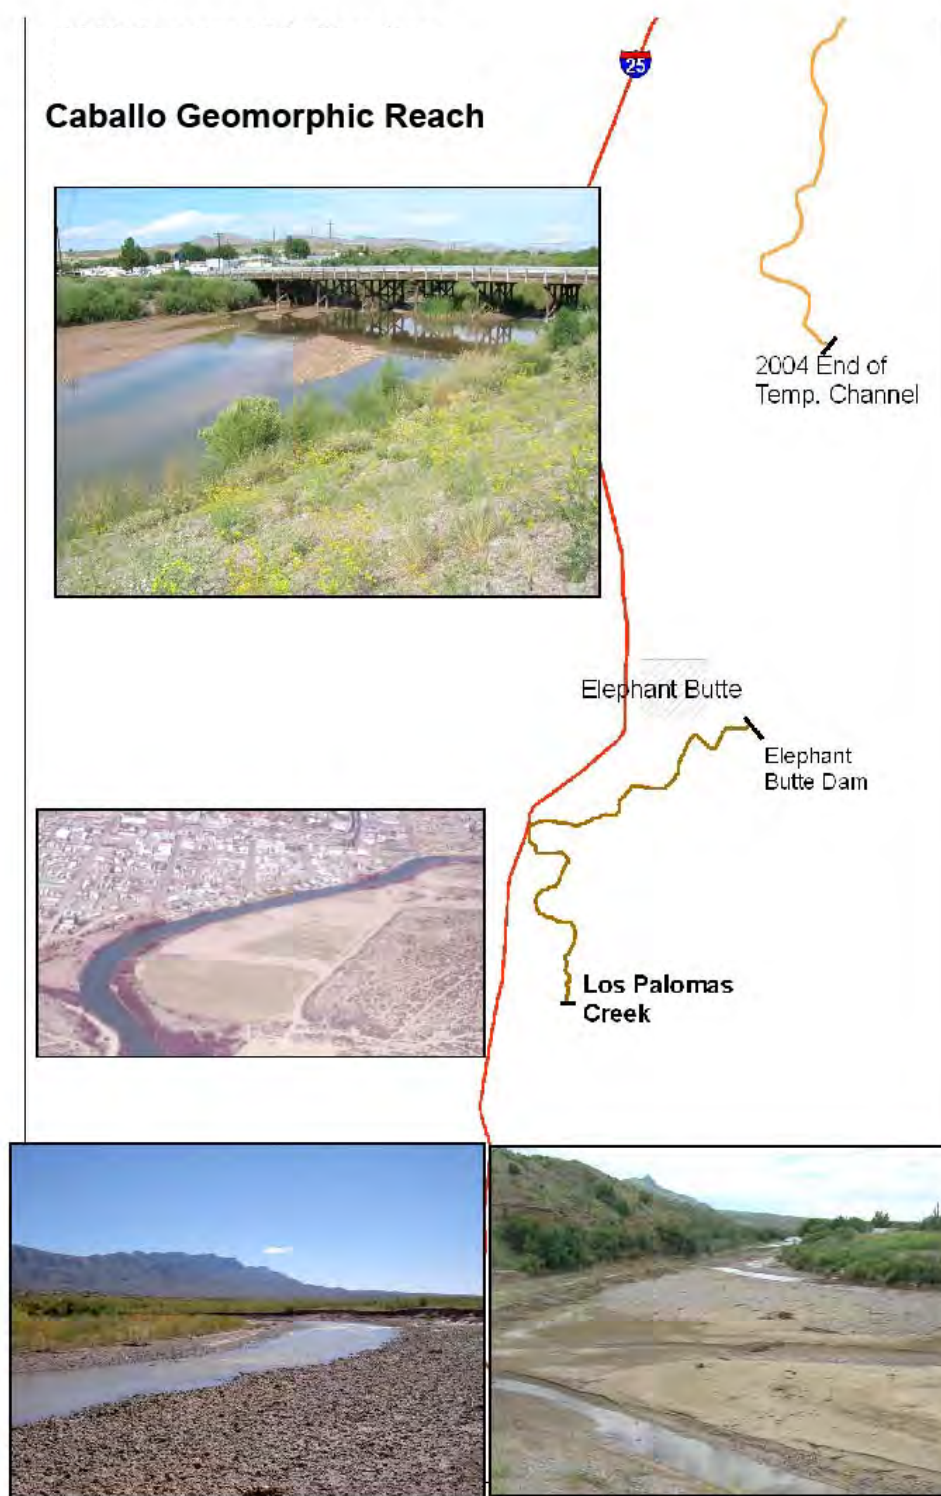 25
Caballo Geomorphic Reach
2004 End of
Temp. Channel
Elephant Butte
Elephant
Butte Dam
Los Palomas
Creek